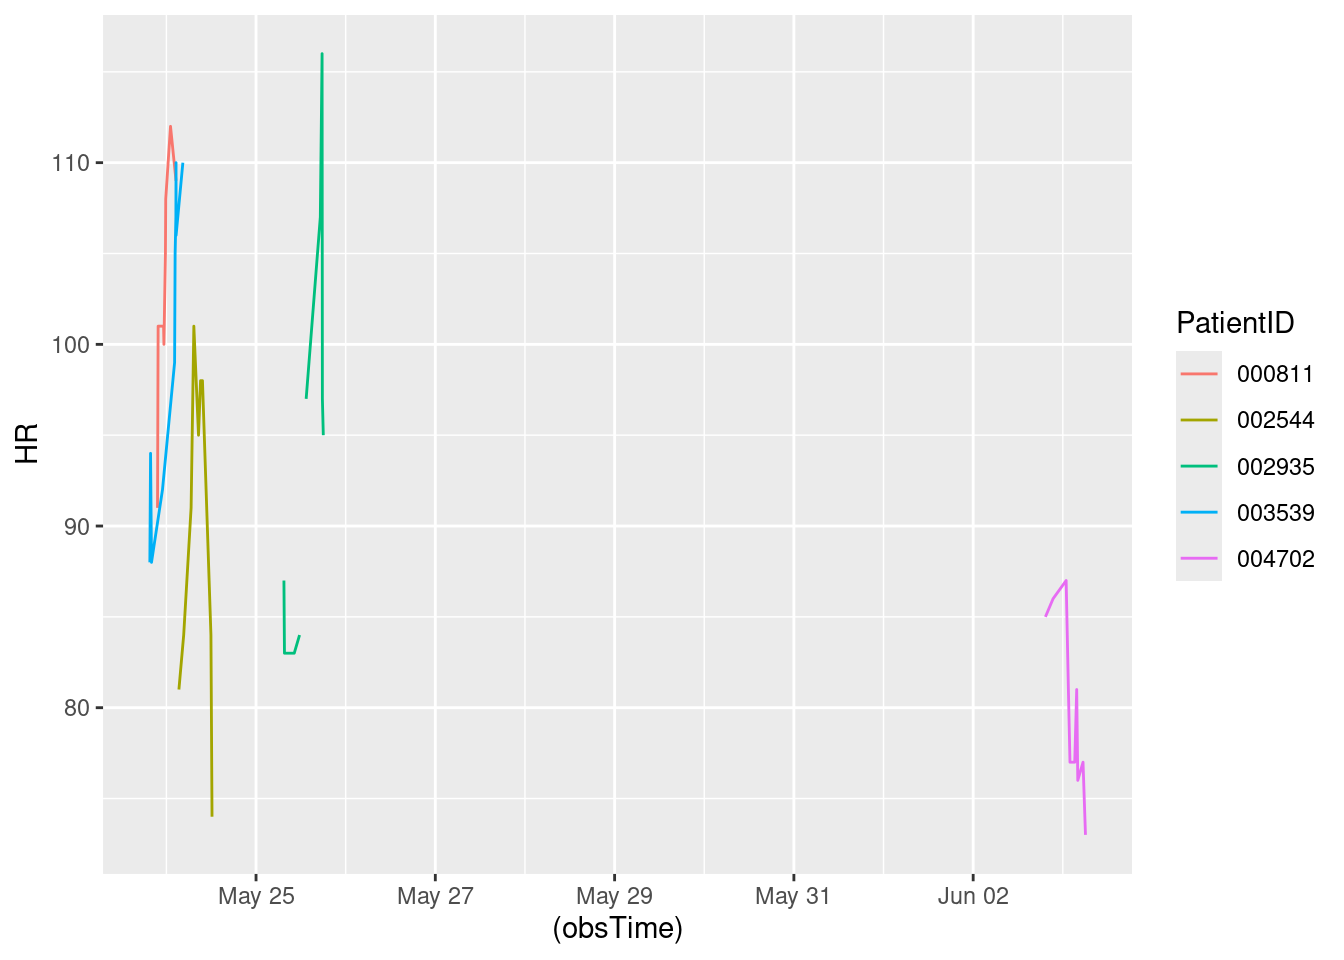 110
100
90
80
HR
May 25
May 27
May 29
May 31
Jun 02
(obsTime)
PatientID
000811
002544
002935
003539
004702